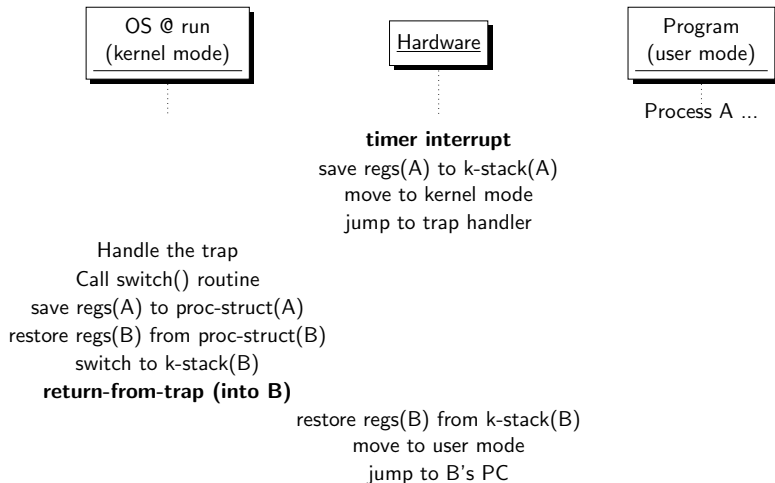 OS @ run
(kernel mode)
Hardware
Program
(user mode)
Process A ...
timer interrupt
save regs(A) to k-stack(A)
move to kernel mode
jump to trap handler
Handle the trap
Call switch() routine
save regs(A) to proc-struct(A)
restore regs(B) from proc-struct(B)
switch to k-stack(B)
return-from-trap (into B)
restore regs(B) from k-stack(B)
move to user mode
jump to B's PC